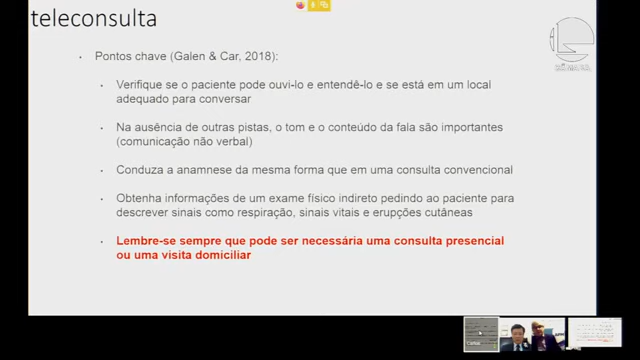 teleconsulta
Pontos chave (Galen & Car, 2018):
Verifique se o paciente pode ouvi-lo e entendê-lo e se está em um local
adequado para conversar
Na ausência de outras pistas, o tom e o conteúdo da fala são importantes
(comunicação não verbal)
Conduza a anamnese da mesma forma que em uma consulta convencional
Obtenha informações de um exame físico indireto pedindo ao paciente para
descrever sinais como respiração, sinais vitais e erupções cutâneas
Lembre-se sempre que pode ser necessária uma consulta presencial
ou uma visita domiciliar